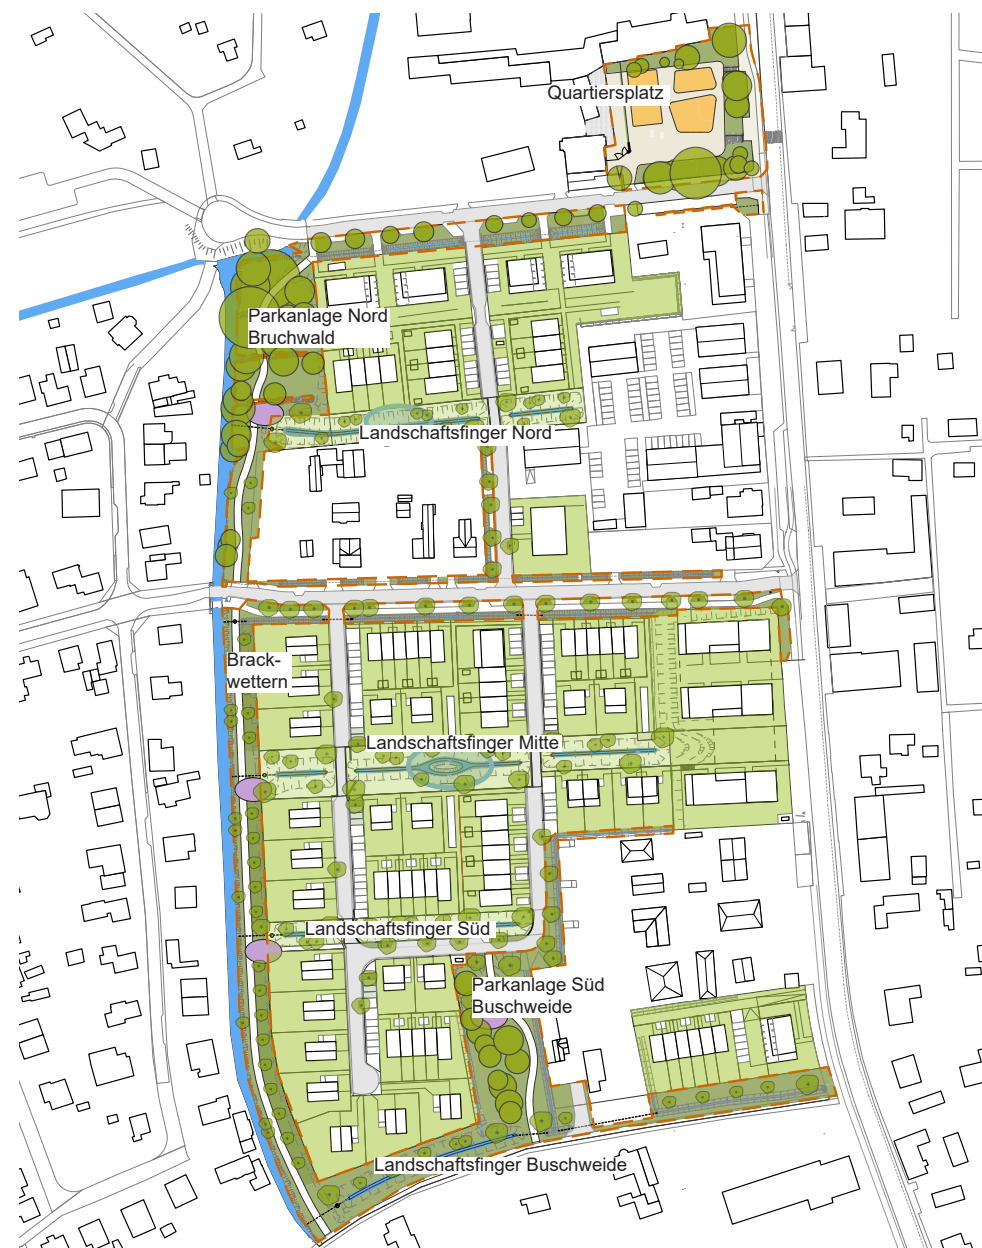 Quartiersplatz
Parkanlage Nord
Bruchwald
Landschaftsfinger Nord
Brack-
wettern
Landschaftsfinger Mitte
Landschaftsfinger Süd
Parkanlage Süd
Buschweide
Landschaftsfinger Buschweide